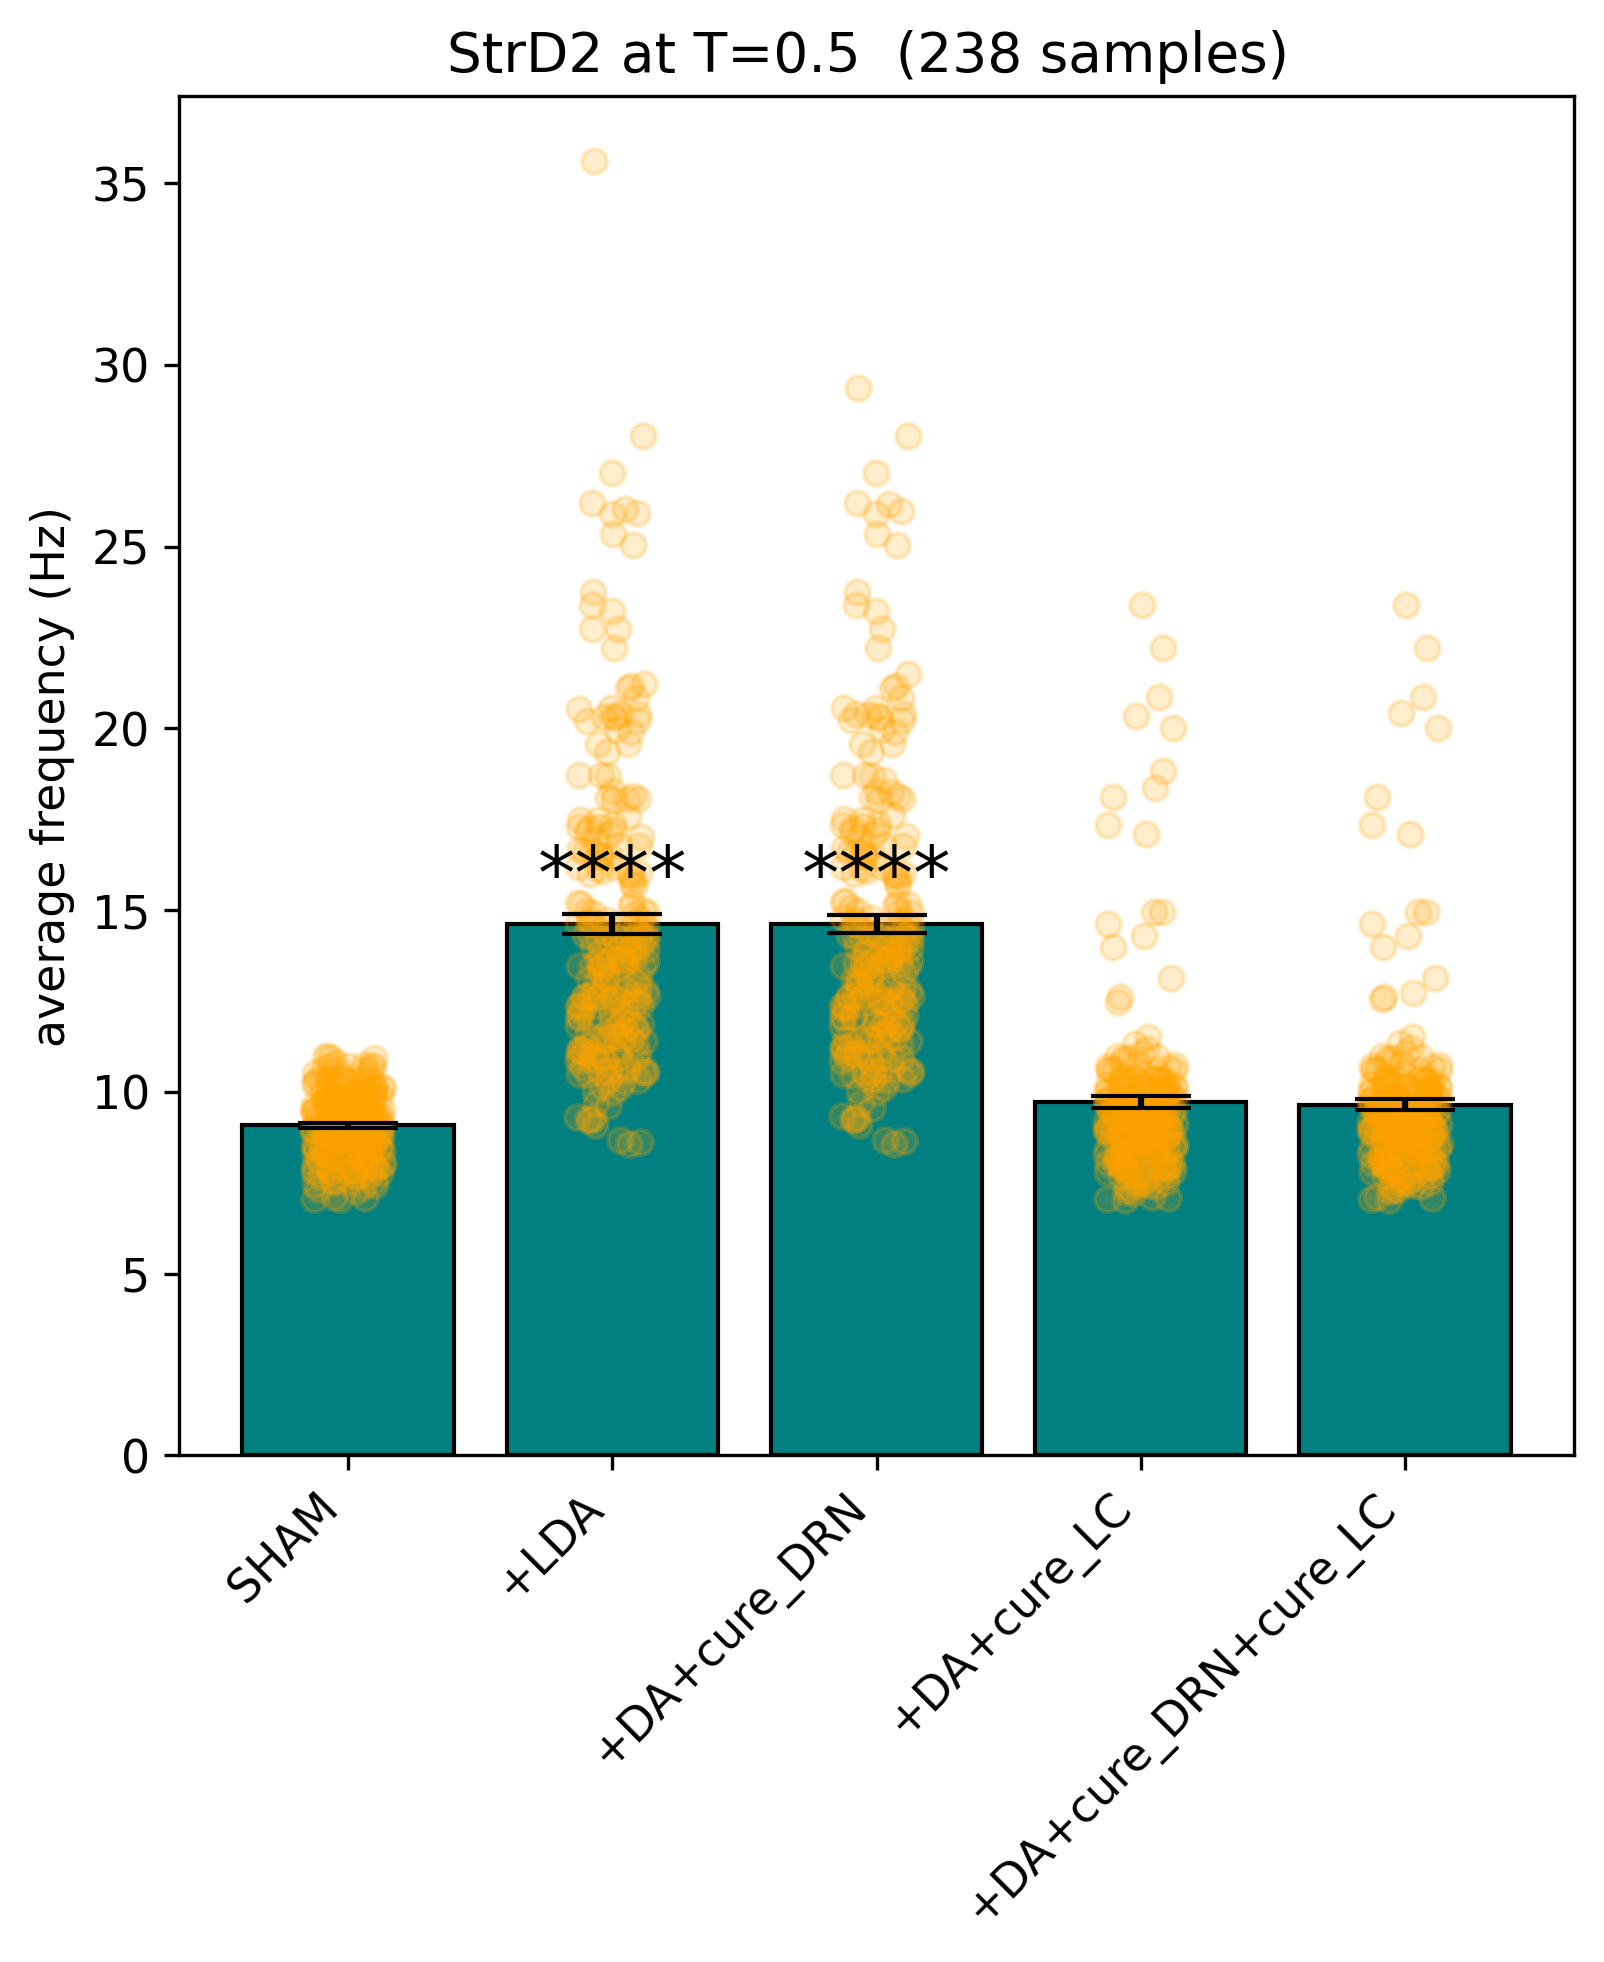 StrD2 at T=0.5  (238 samples)
average frequency (Hz)
35
30
25
20
15
10
5
0
****
****
SHAM
+LDA
+DA+cure_DRN
+DA+cure_LC
+DA+cure_DRN+cure_LC